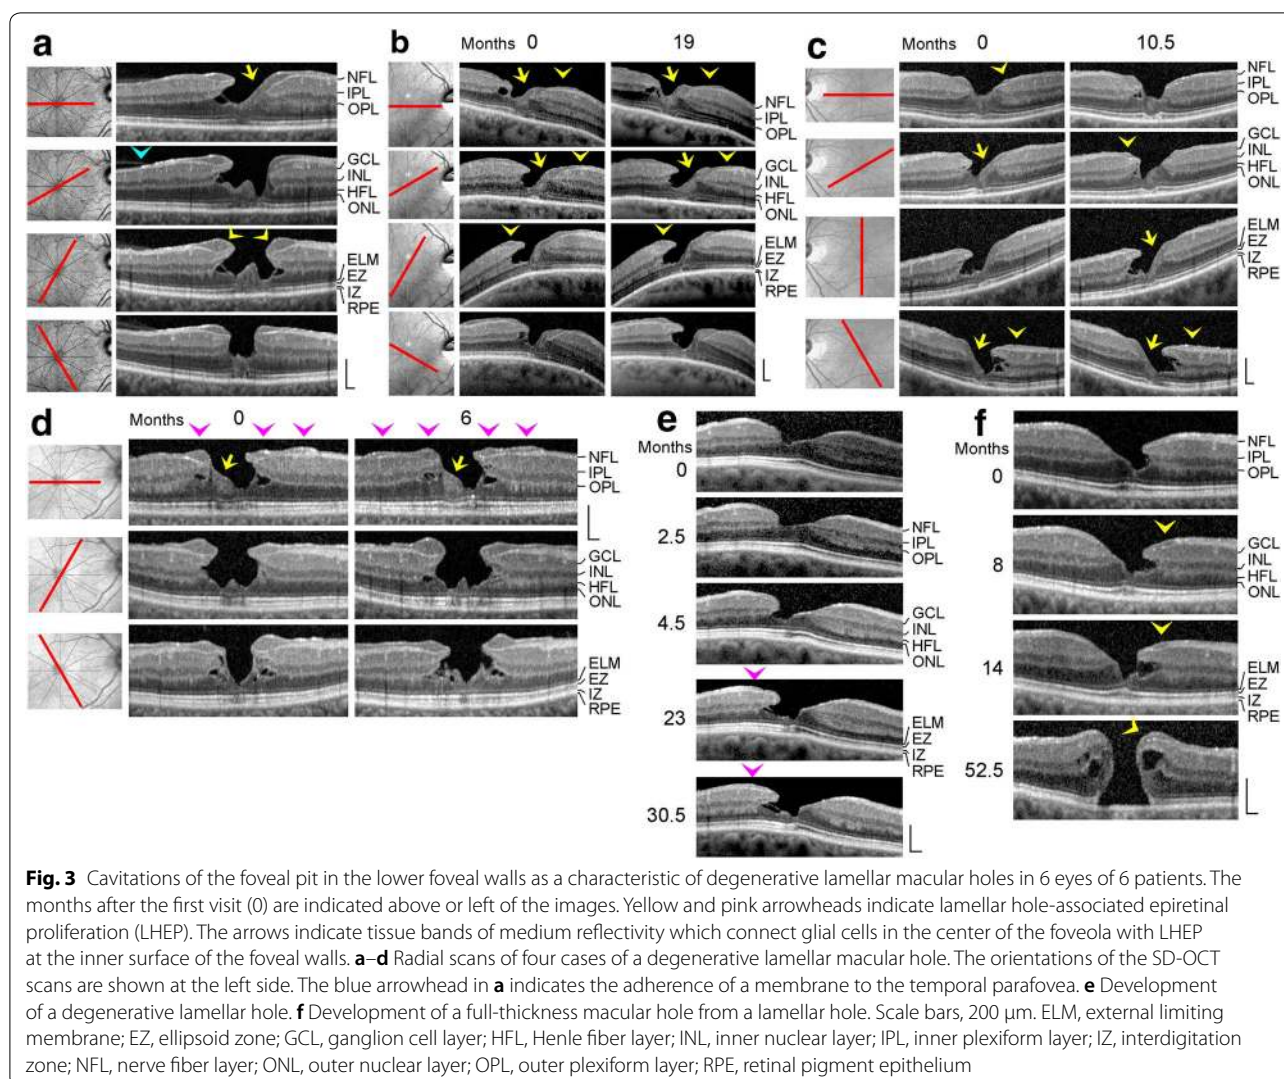 a
NFL
IPL
OPL
GCL
INL
HFL
ONL
ELM
EZ
IZ
RPE
b
Months 0 19
NFL
IPL
OPL
GCL
INL
HFL
ONL
ELM
EZ
IZ
RPE
c
Months 0 10.5
NFL
IPL
OPL
GCL
INL
HFL
ONL
ELM
EZ
IZ
RPE
d
Months 0 6
NFL
IPL
OPL
GCL
INL
HFL
ONL
ELM
EZ
IZ
RPE
e
Months
0
2.5
NFL
IPL
OPL
4.5
GCL
INL
HFL
ONL
23
ELM
EZ
IZ
RPE
30.5
f
Months
0
NFL
IPL
OPL
8
GCL
INL
HFL
ONL
14
ELM
EZ
IZ
RPE
52.5
Fig. 3 Cavitations of the foveal pit in the lower foveal walls as a characteristic of degenerative lamellar macular holes in 6 eyes of 6 patients. The
months after the first visit (0) are indicated above or left of the images. Yellow and pink arrowheads indicate lamellar hole-associated epiretinal
proliferation (LHEP). The arrows indicate tissue bands of medium reflectivity which connect glial cells in the center of the foveola with LHEP
at the inner surface of the foveal walls. a–d Radial scans of four cases of a degenerative lamellar macular hole. The orientations of the SD-OCT
scans are shown at the left side. The blue arrowhead in a indicates the adherence of a membrane to the temporal parafovea. e Development
of a degenerative lamellar hole. f Development of a full-thickness macular hole from a lamellar hole. Scale bars, 200 μm. ELM, external limiting
membrane; EZ, ellipsoid zone; GCL, ganglion cell layer; HFL, Henle fiber layer; INL, inner nuclear layer; IPL, inner plexiform layer; IZ, interdigitation
zone; NFL, nerve fiber layer; ONL, outer nuclear layer; OPL, outer plexiform layer; RPE, retinal pigment epithelium